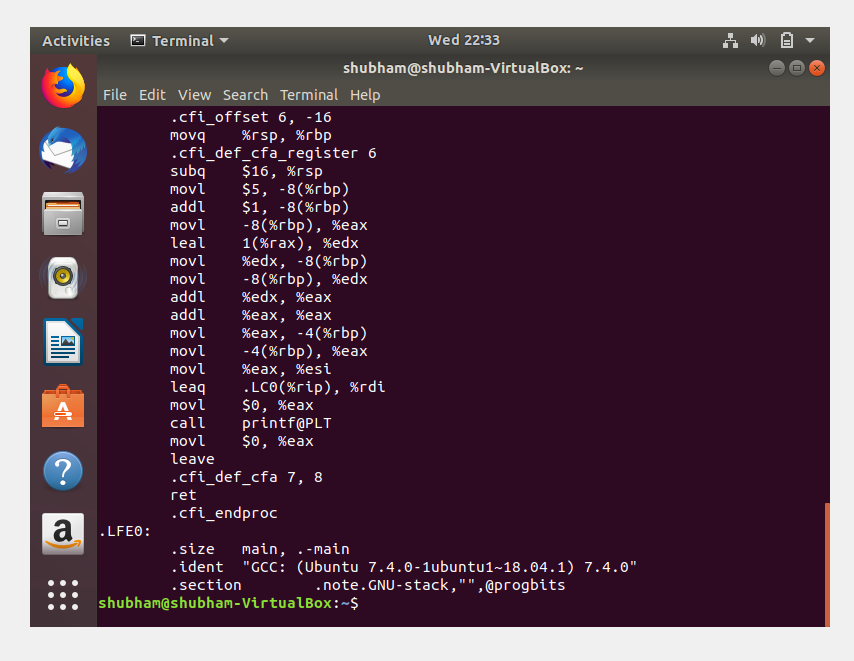 Activities Terminal Wed 22:33
shubham@shubham-VirtualBox: ~
File Edit View Search Terminal Help
.cfi_offset 6, -16
movq %rsp, %rbp
.cfi_def_cfa_register 6
subq $16, %rsp
movl $5, -8(%rbp)
addl $1, -8(%rbp)
movl -8(%rbp), %eax
leal 1(%rax), %edx
movl %edx, -8(%rbp)
movl -8(%rbp), %edx
addl %edx, %eax
addl %eax, %eax
movl %eax, -4(%rbp)
movl -4(%rbp), %eax
movl %eax, %esi
leaq .LC0(%rip), %rdi
movl $0, %eax
call printf@PLT
movl $0, %eax
leave
.cfi_def_cfa 7, 8
ret
.cfi_endproc
.LFE0:
.size main, .-main
.ident "GCC: (Ubuntu 7.4.0-1ubuntu1~18.04.1) 7.4.0"
.section .note.GNU-stack,"",@progbits
shubham@shubham-VirtualBox:~$